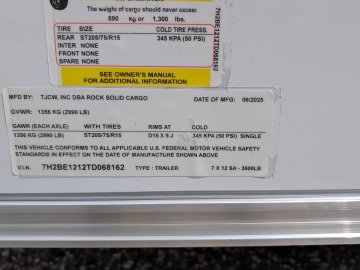 The weight of cargo should never exceed
590 kg or 1,300 lbs.
TIRE SIZE COLD TIRE PRESS.
REAR ST205/75/R15 345 KPA (50 PSI)
INTER NONE
FRONT NONE
SPARE NONE
SEE OWNER'S MANUAL
FOR ADDITIONAL INFORMATION
7H2BE1212TD068162
MFD BY: TJCW, INC DBA ROCK SOLID CARGO DATE OF MFG: 06/2025
GVWR: 1356 KG (2990 LB)
GAWR (EACH AXLE) WITH TIRES RIMS AT COLD
1356 KG (2990 LB) ST205/75/R15 D15 X 5 J 345 KPA (50 PSI) SINGLE
THIS VEHICLE CONFORMS TO ALL APPLICABLE U.S. FEDERAL MOTOR VEHICLE SAFETY
STANDARDS IN EFFECT ON THE DATE OF MANUFACTURE SHOWN ABOVE
V.I.N. 7H2BE1212TD068162 TYPE: TRAILER 7 X 12 SA - 3500LB